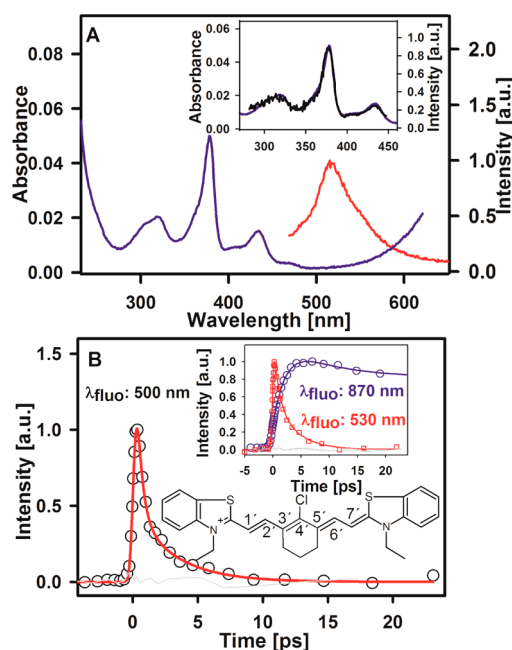 A
Absorbance
0.08
0.06
0.04
0.02
0.00
300 400 500 600
Wavelength [nm]
Intensity [a.u.]
2.0
1.5
1.0
0.5
0.0
Absorbance
0.06
0.04
0.02
0.00
300 350 400 450
Intensity [a.u.]
1.0
0.8
0.6
0.4
0.2
0.0
B
Intensity [a.u.]
1.5
1.0
0.5
0.0
0 5 10 15 20
Time [ps]
λfluo: 500 nm
Intensity [a.u.]
1.0
0.8
0.6
0.4
0.2
0.0
-5 0 5 10 15 20 25
Time [ps]
λfluo: 870 nm
λfluo: 530 nm
S
N
+
1´
2´
3´
4´
5´
6´
7´
Cl
S
N